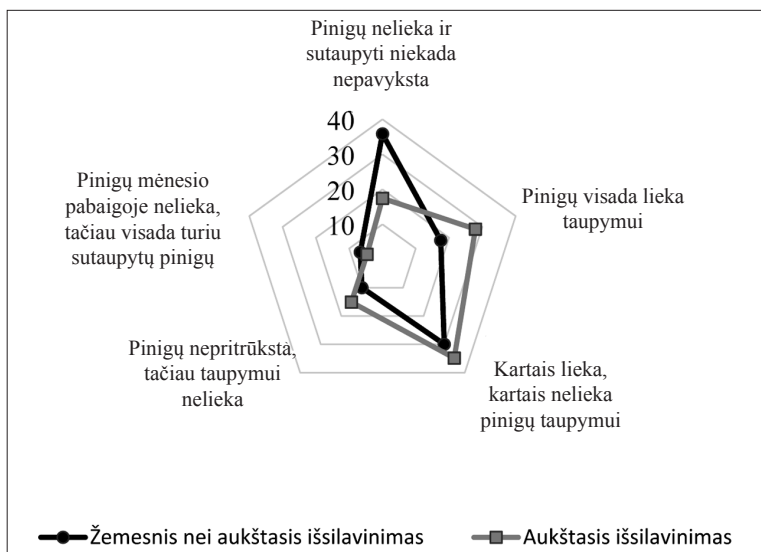 Pinigų nelieka ir
sutaupyti niekada
nepavyksta
40
30
20
10
Pinigų visada lieka
taupymui
Kartais lieka,
kartais nelieka
pinigų taupymui
Pinigų nepritrūksta,
tačiau taupymui
nelieka
Pinigų mėnesio
pabaigoje nelieka,
tačiau visada turiu
sutaupytų pinigų
Žemesnis nei aukštasis išsilavinimas
Aukštasis išsilavinimas